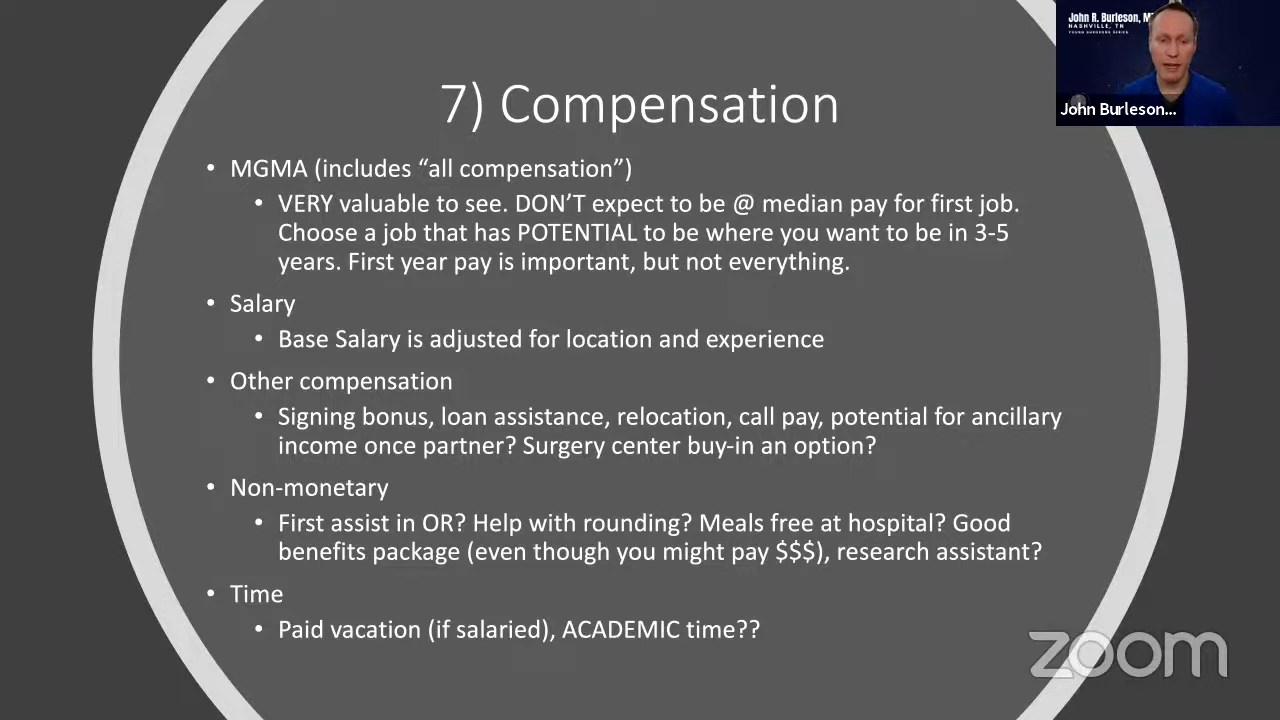 John R. Burleson, M
NASHVILLE, TN
YOUNG SURGEONS SERIES
John Burleson...
7) Compensation
• MGMA (includes “all compensation”)
• VERY valuable to see. DON’T expect to be @ median pay for first job.
Choose a job that has POTENTIAL to be where you want to be in 3-5
years. First year pay is important, but not everything.
• Salary
• Base Salary is adjusted for location and experience
• Other compensation
• Signing bonus, loan assistance, relocation, call pay, potential for ancillary
income once partner? Surgery center buy-in an option?
• Non-monetary
• First assist in OR? Help with rounding? Meals free at hospital? Good
benefits package (even though you might pay $$$), research assistant?
• Time
• Paid vacation (if salaried), ACADEMIC time??
zoom